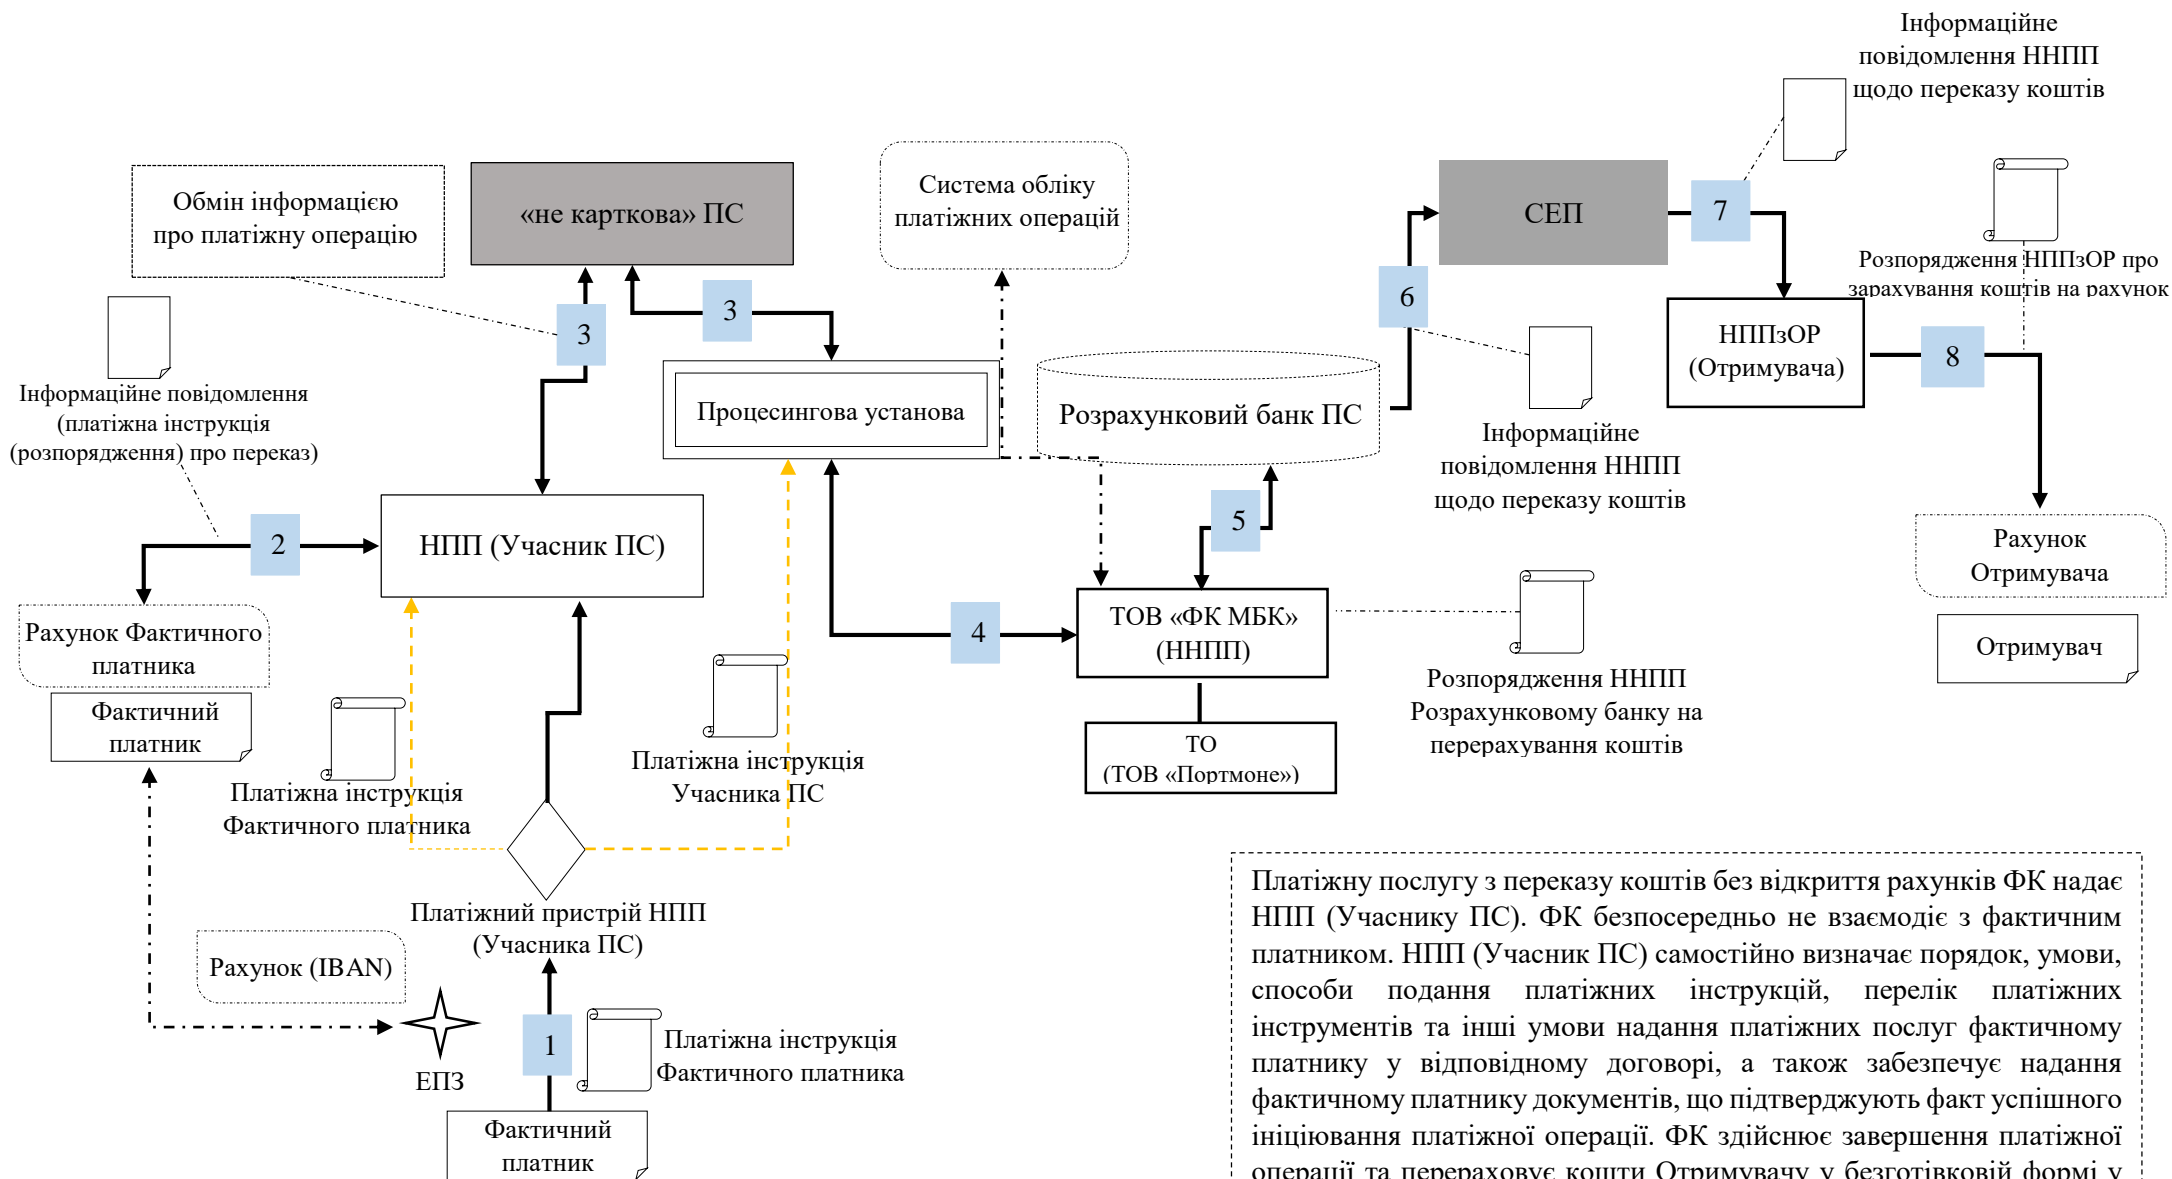 Інформаційне
повідомлення ННПП
щодо переказу коштів
Обмін інформацією
про платіжну операцію
«не карткова» ПС
Система обліку
платіжних операцій
СЕП
7
Розпорядження НППзОР про
зарахування коштів на рахунок
6
3
3
НППзОР
(Отримувача)
8
Інформаційне повідомлення
(платіжна інструкція
(розпорядження) про переказ)
Процесингова установа
Розрахунковий банк ПС
Інформаційне
повідомлення ННПП
щодо переказу коштів
2
НПП (Учасник ПС)
5
Рахунок
Отримувача
Рахунок Фактичного
платника
4
ТОВ «ФК МБК»
(ННПП)
Отримувач
Фактичний
платник
Розпорядження ННПП
Розрахунковому банку на
перерахування коштів
ТО
(ТОВ «Портмоне»)
Платіжна інструкція
Учасника ПС
Платіжна інструкція
Фактичного платника
Платіжний пристрій НПП
(Учасника ПС)
Рахунок (IBAN)
ЕПЗ
1
Платіжна інструкція
Фактичного платника
Фактичний
платник
Платіжну послугу з переказу коштів без відкриття рахунків ФК надає
НПП (Учаснику ПС). ФК безпосередньо не взаємодіє з фактичним
платником. НПП (Учасник ПС) самостійно визначає порядок, умови,
способи подання платіжних інструкцій, перелік платіжних
інструментів та інші умови надання платіжних послуг фактичному
платнику у відповідному договорі, а також забезпечує надання
фактичному платнику документів, що підтверджують факт успішного
ініціювання платіжної операції. ФК здійснює завершення платіжної
операції та перераховує кошти Отримувачу у безготівковій формі у